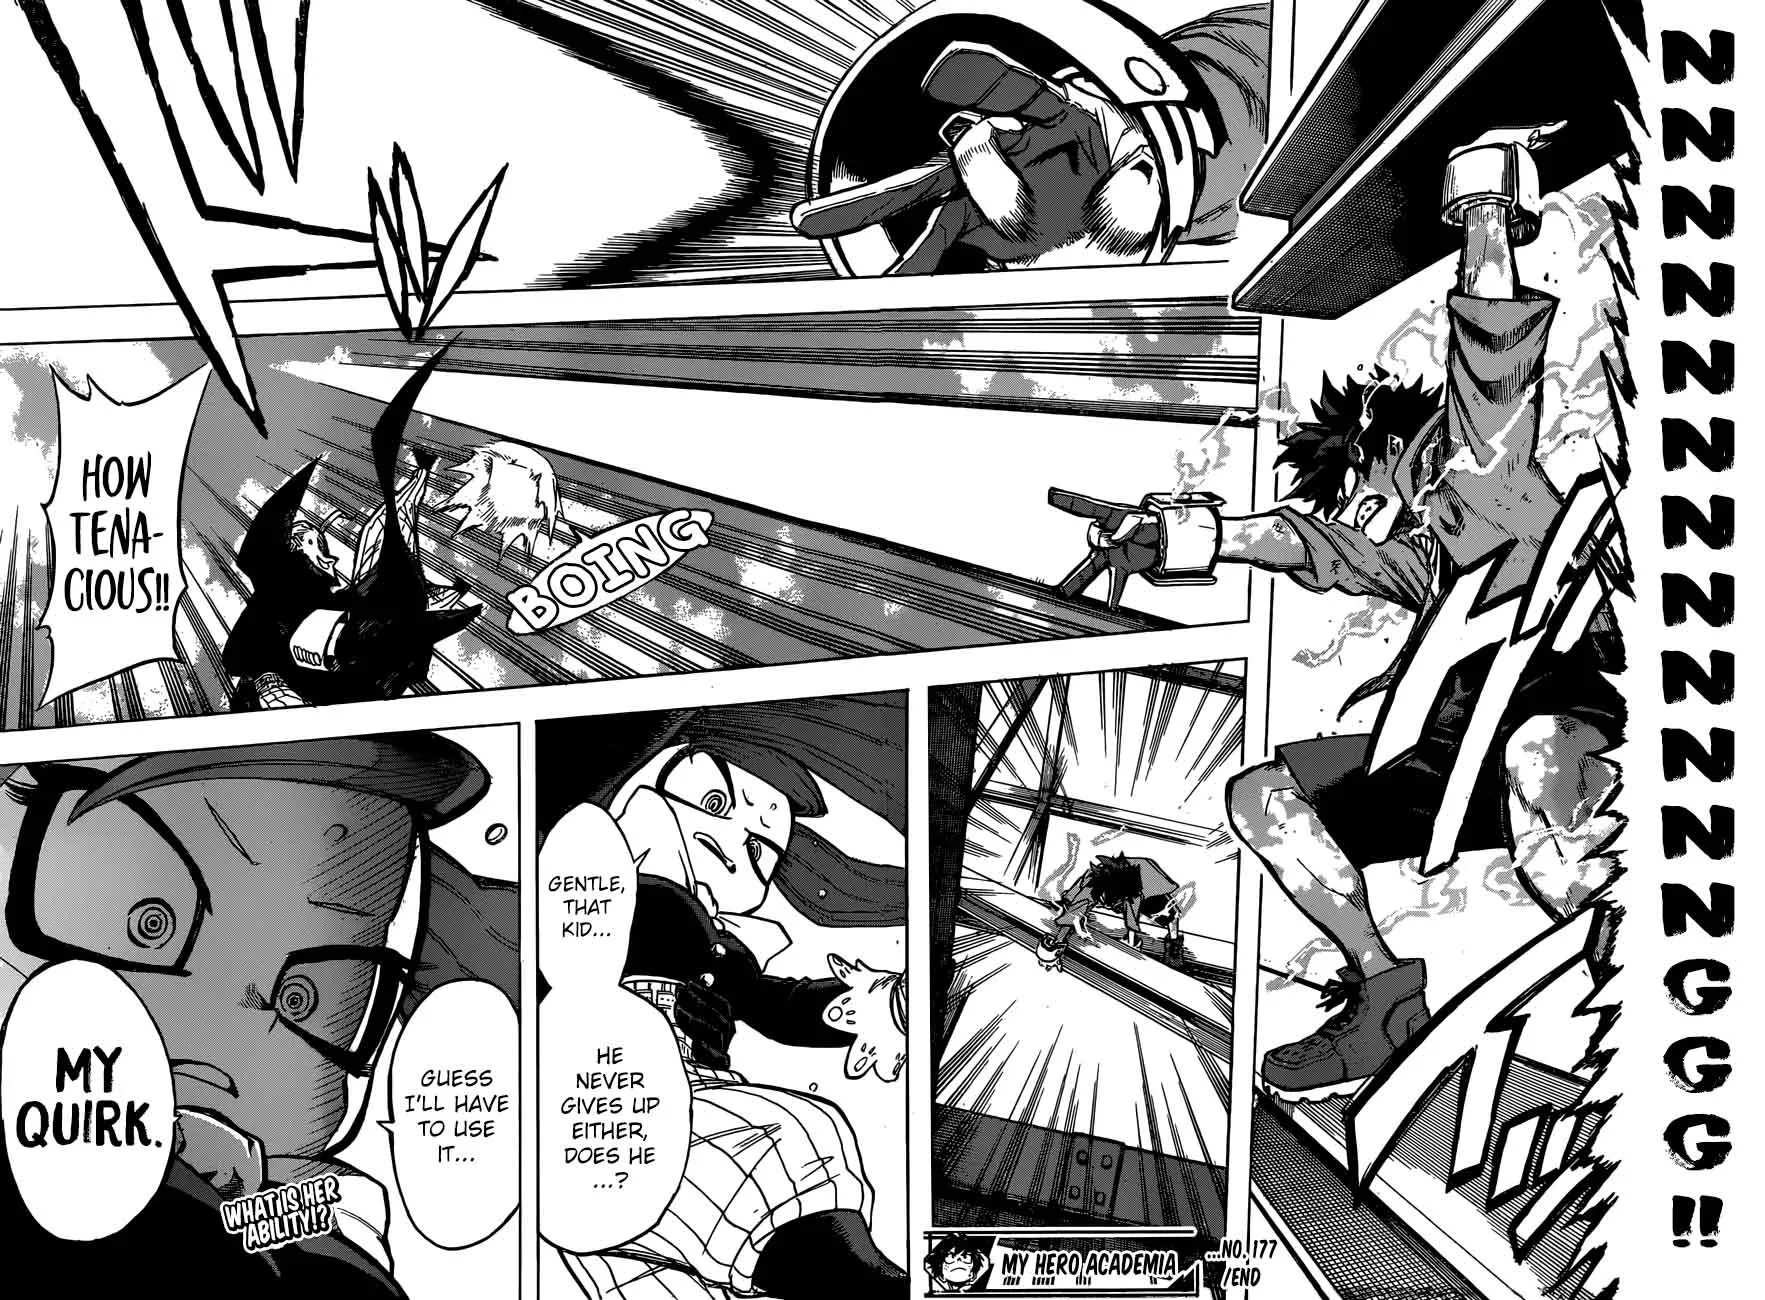 NNNNNNNNNNNNGGG!!
HOW
TENA-
CIOUS!!
BOING
MY HERO ACADEMIA
...NO. 177
/END
GENTLE,
THAT
KID...
HE
NEVER
GIVES UP
EITHER,
DOES HE
...?
GUESS
I'LL HAVE
TO USE
IT...
MY
QUIRK.
WHAT IS HER
ABILITY!?